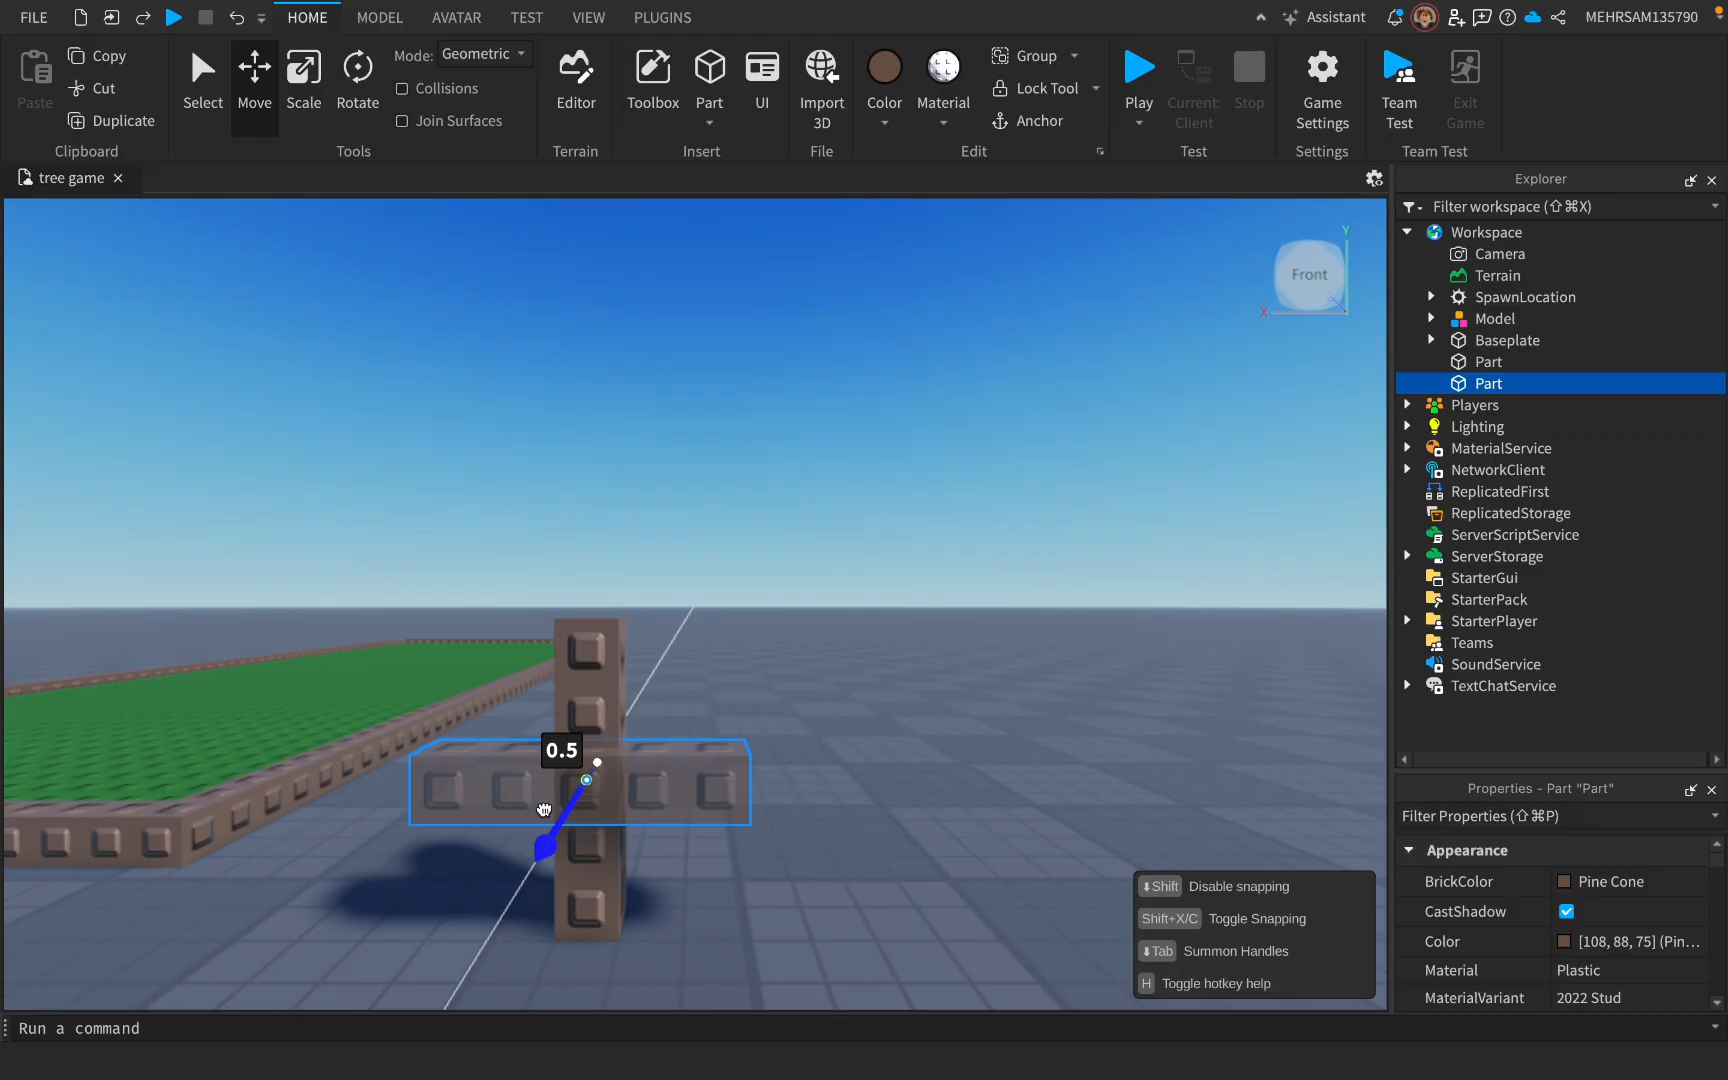 FILE
HOME
MODEL
AVATAR
TEST
VIEW
PLUGINS
Assistant
MEHRSAM135790
Paste
Copy
Cut
Duplicate
Clipboard
Select
Move
Scale
Rotate
Mode: Geometric
Collisions
Join Surfaces
Tools
Editor
Terrain
Toolbox
Part
UI
Insert
Import
3D
File
Color
Material
Group
Lock Tool
Anchor
Edit
Play
Current:
Client
Stop
Test
Game
Settings
Settings
Team
Test
Exit
Game
Team Test
tree game
Y
Front
X
Z
0.5
Shift Disable snapping
Shift+X/C Toggle Snapping
Tab Summon Handles
H Toggle hotkey help
Run a command
Explorer
Filter workspace (⇧⌘X)
Workspace
Camera
Terrain
SpawnLocation
Model
Baseplate
Part
Part
Players
Lighting
MaterialService
NetworkClient
ReplicatedFirst
ReplicatedStorage
ServerScriptService
ServerStorage
StarterGui
StarterPack
StarterPlayer
Teams
SoundService
TextChatService
Properties - Part "Part"
Filter Properties (⇧⌘P)
Appearance
BrickColor Pine Cone
CastShadow
Color [108, 88, 75] (Pin...
Material Plastic
MaterialVariant 2022 Stud